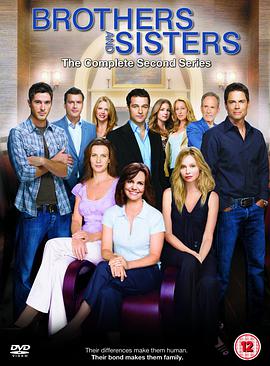 BROTHERS
AND SISTERS
The Complete Second Series
DVD
VIDEO
Their differences make them human.
Their bond makes them family.
12